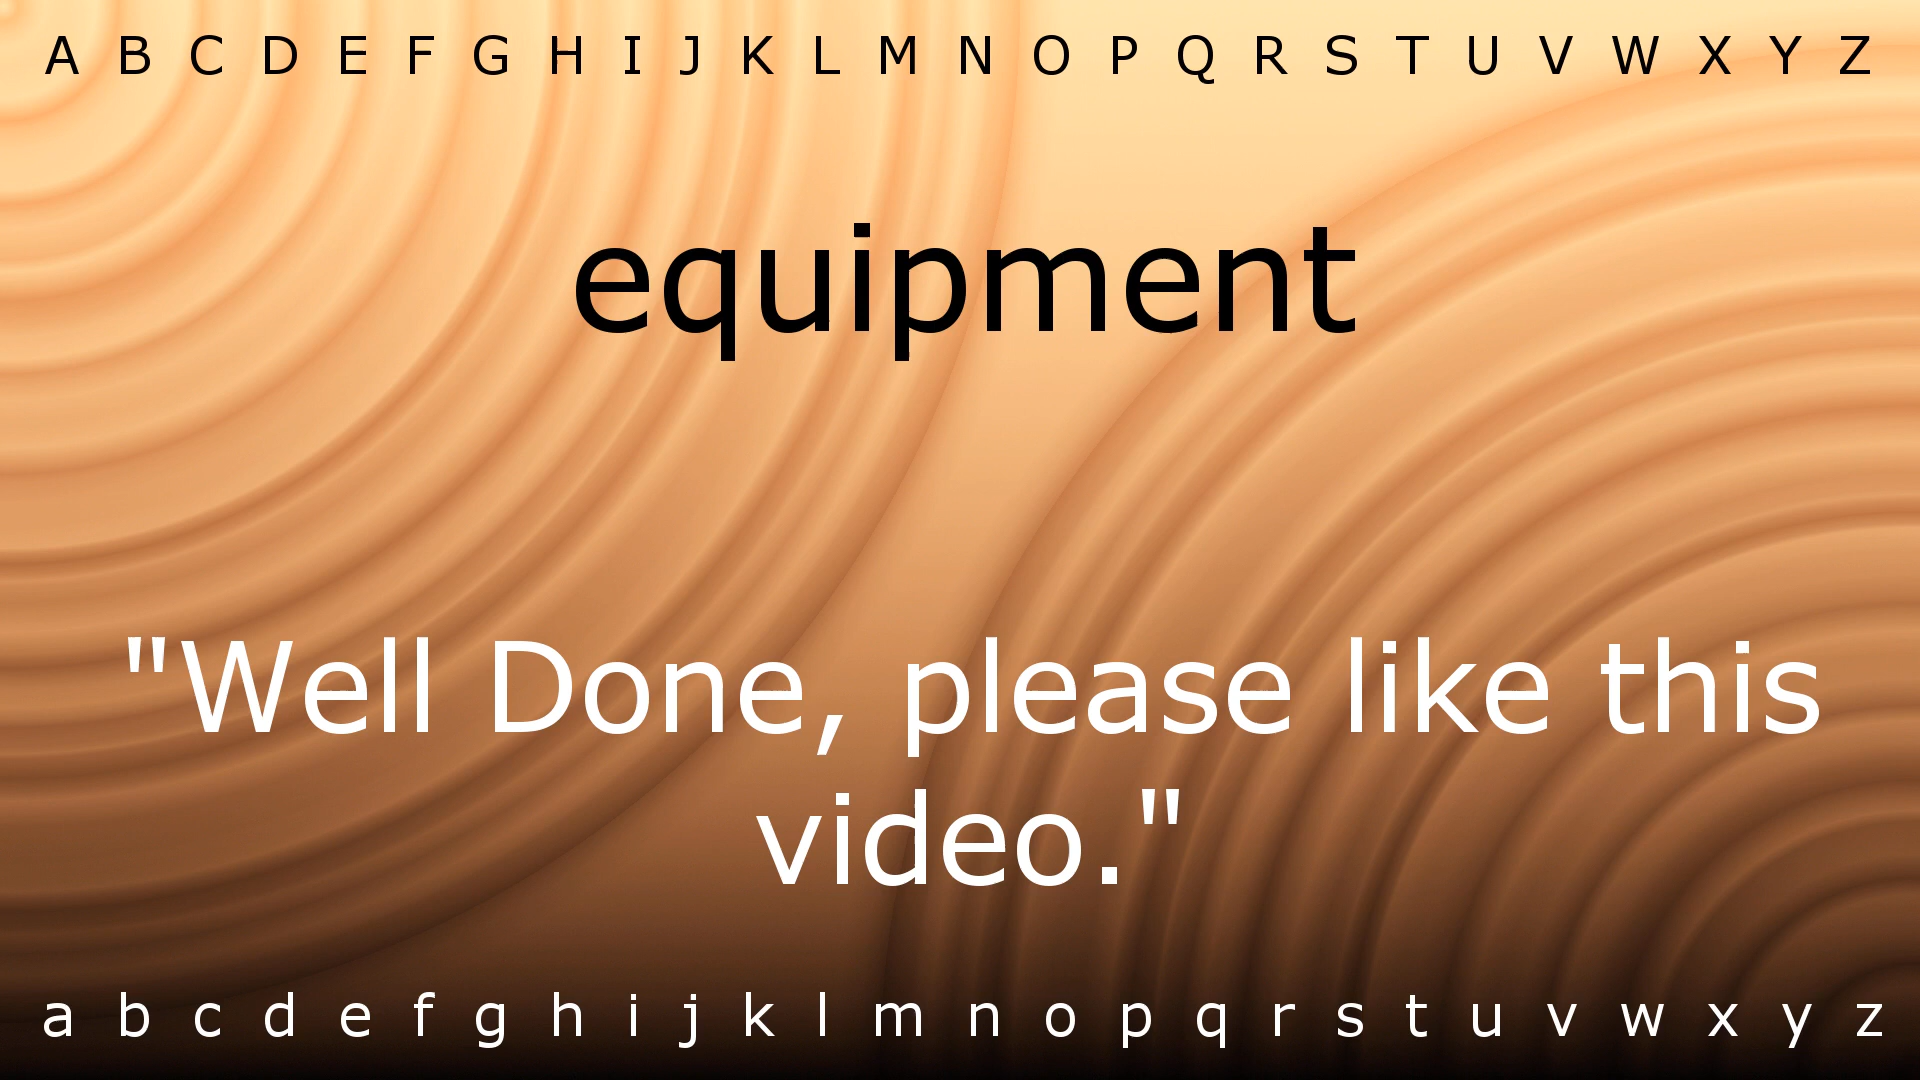 A B C D E F G H I J K L M N O P Q R S T U V W X Y Z
equipment
"Well Done, please like this
video."
a b c d e f g h i j k l m n o p q r s t u v w x y z